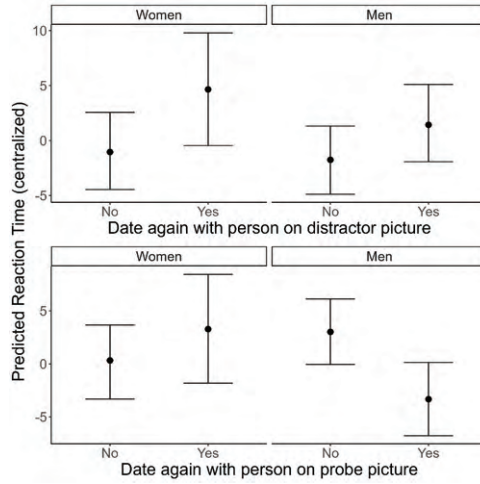 Women Men
10
5
0
-5
No Yes No Yes
Date again with person on distractor picture
Predicted Reaction Time (centralized)
Women Men
5
0
-5
No Yes No Yes
Date again with person on probe picture